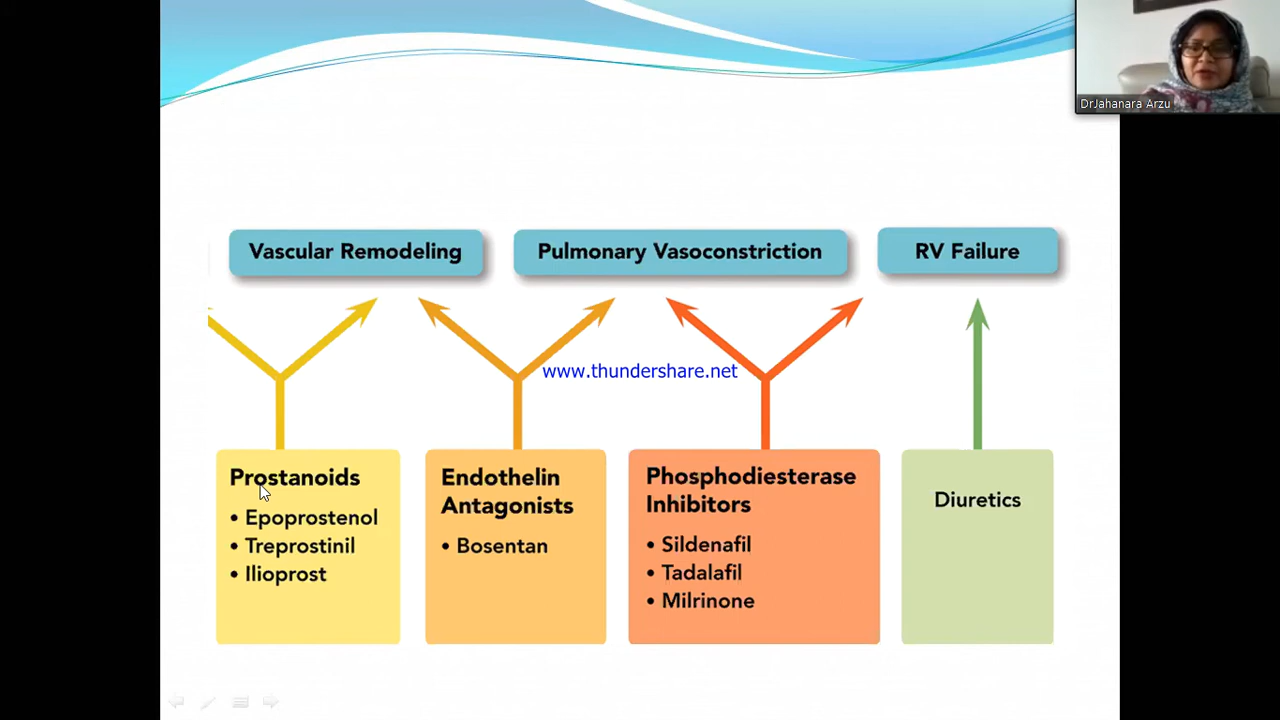 DrJahanara Arzu
Vascular Remodeling
Pulmonary Vasoconstriction
RV Failure
www.thundershare.net
Prostanoids
• Epoprostenol
• Treprostinil
• Ilioprost
Endothelin
Antagonists
• Bosentan
Phosphodiesterase
Inhibitors
• Sildenafil
• Tadalafil
• Milrinone
Diuretics